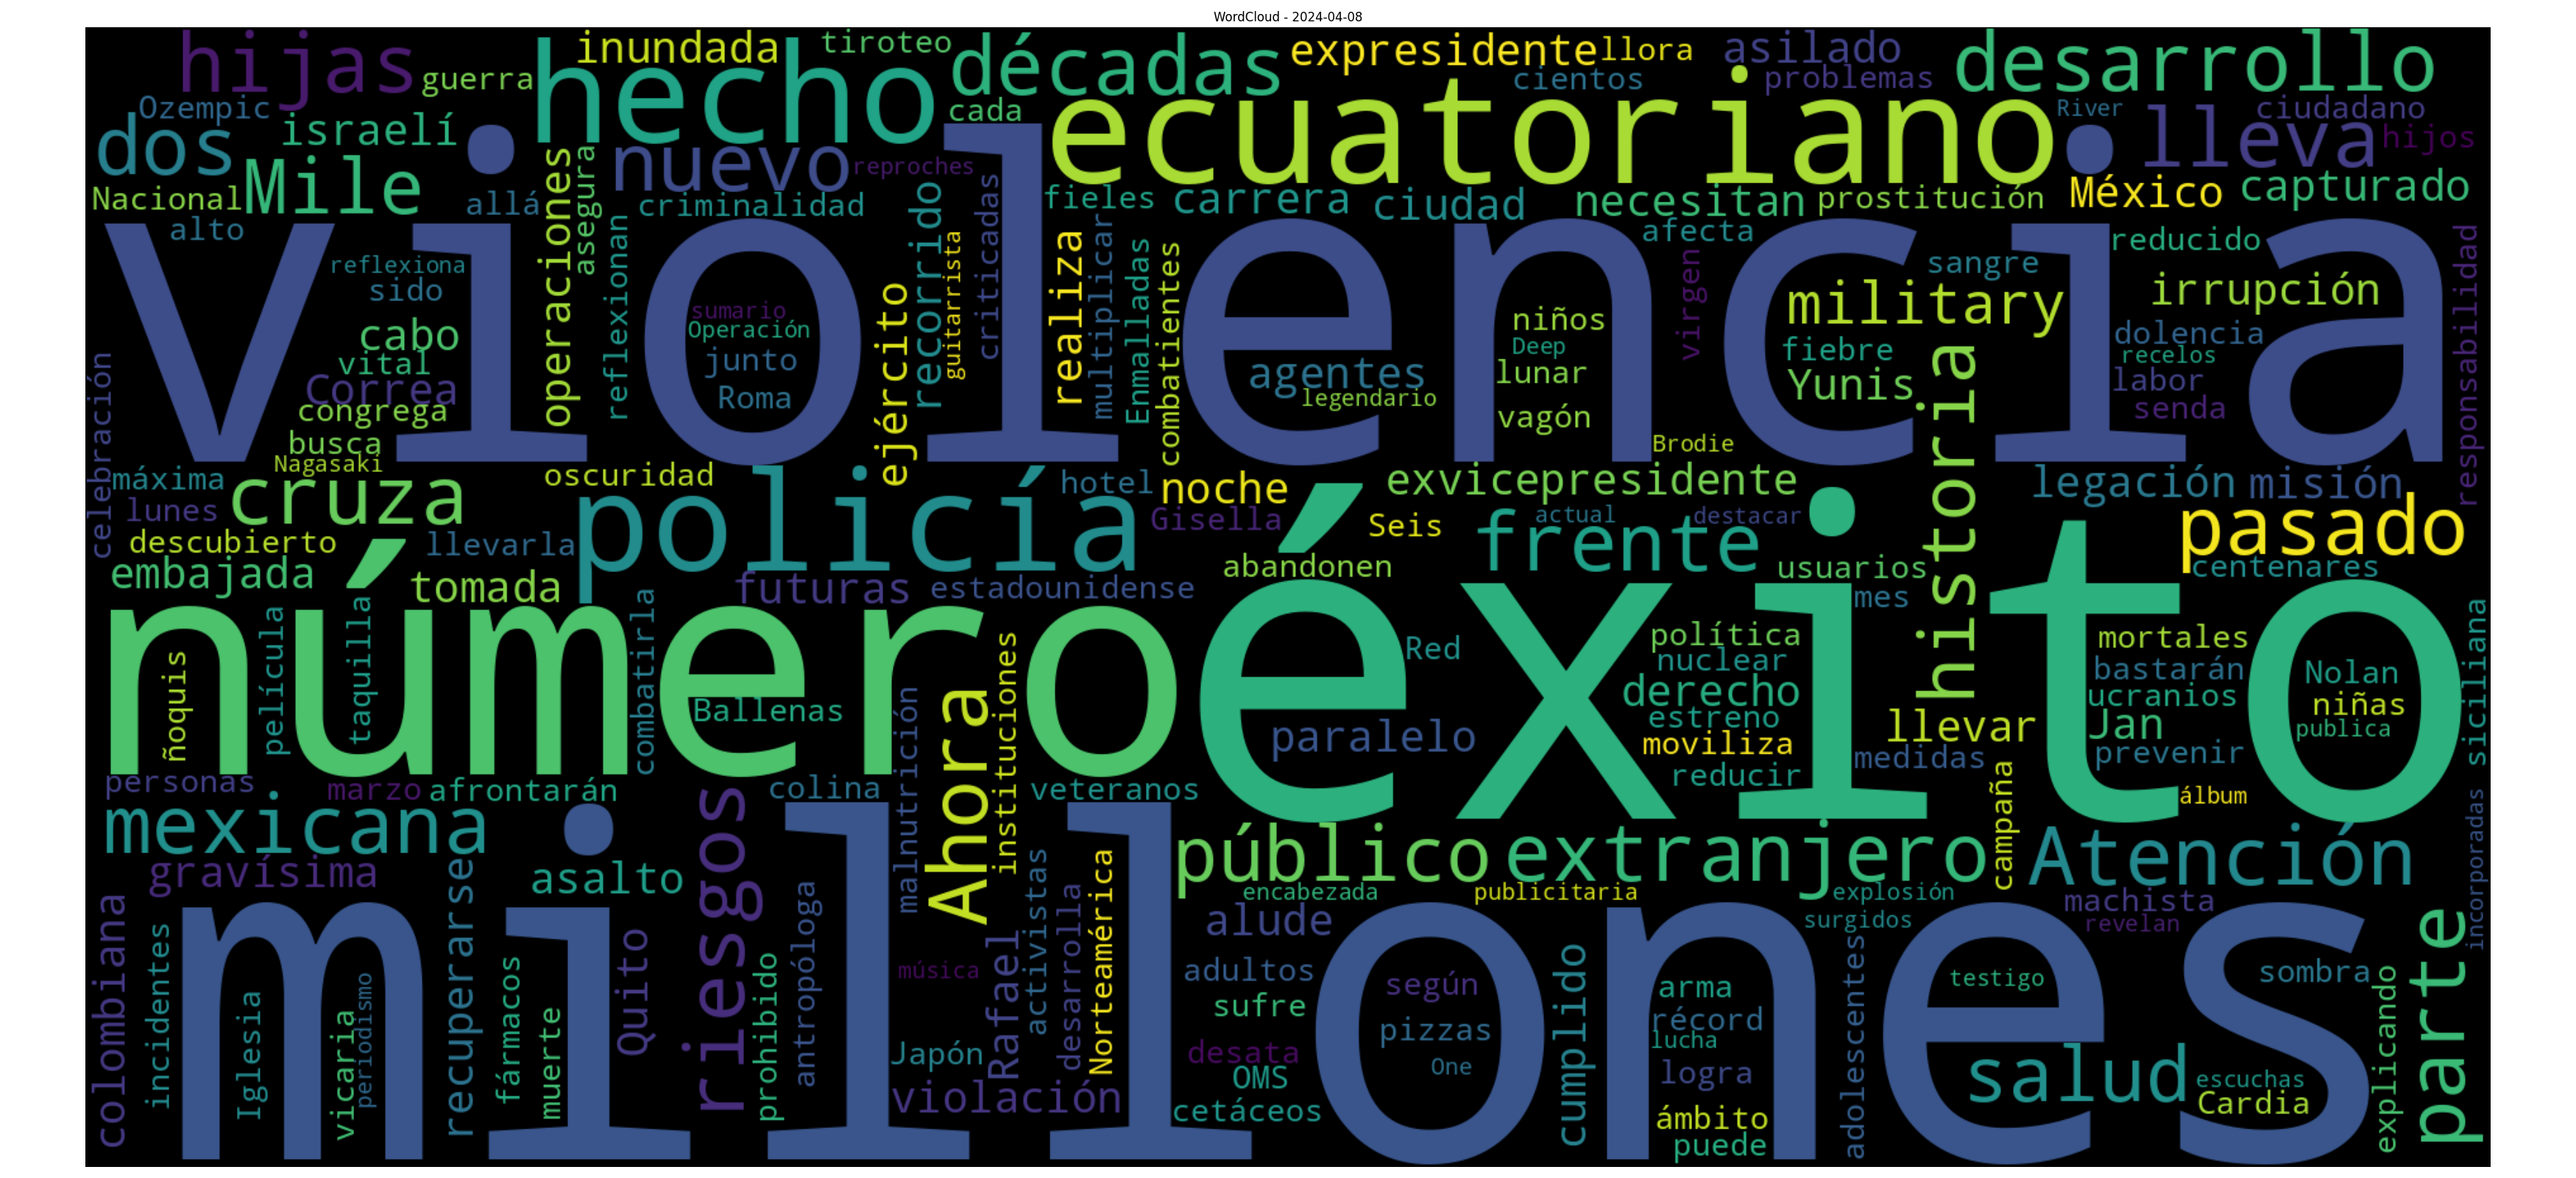 WordCloud - 2024-04-08
hijas
inundada
tiroteo
décadas
expresidente
llora
asilado
desarrollo
guerra
hecho
cientos
problemas
Ozempic
cada
ecuatoriano
River
ciudadano
dos
israelí
lleva
hijos
Nacional
Mile
allá
operaciones
asegura
nuevo
reproches
criminalidad
fieles
carrera
ciudad
necesitan
prostitución
México
capturado
alto
violencia
reflexiona
sido
cabo
vital
Correa
congrega
busca
Nagasaki
reflexionan
sumario
Operación
junto
Roma
ejército
recorrido
guitarrista
criticadas
realiza
multiplicar
Enmalladas
combatientes
afecta
virgen
sangre
reducido
military
irrupción
responsabilidad
niños
Deep
lunar
agentes
legendario
vagón
Brodie
fiebre
Yunis
dolencia
recelos
labor
senda
historia
celebración
máxima
cruza
oscuridad
lunes
policía
hotel
noche
exvicepresidente
legación
misión
Gisella
Seis
actual
destacar
frente
pasado
descubierto
llevarla
embajada
tomada
futuras
estadounidense
abandonen
usuarios
centenares
número
éxito
mes
ñoquis
película
taquilla
combatirla
Ballenas
malnutrición
Ahora
instituciones
Red
política
nuclear
derecho
estreno
paralelo
moviliza
reducir
llevar
medidas
mortales
bastarán
ucranios
Jan
prevenir
Nolan
niñas
publica
siciliana
personas
marzo
afrontarán
colina
veteranos
campaña
álbum
incorporadas
mexicana
riesgos
público
extranjero
Atención
gravísima
asalto
encabezada
publicitaria
explosión
machista
millones
surgidos
revelan
colombiana
incidentes
Iglesia
vicaria
periodismo
recuperarse
fármacos
muerte
Quito
prohibido
antropóloga
música
Japón
Rafael
activistas
desarrolla
Norteamérica
violación
alude
adultos
sufre
desata
OMS
cetáceos
según
pizzas
One
cumplido
arma
récord
lucha
logra
ámbito
puede
adolescentes
testigo
salud
sombra
escuchas
Cardia
explicando
parte